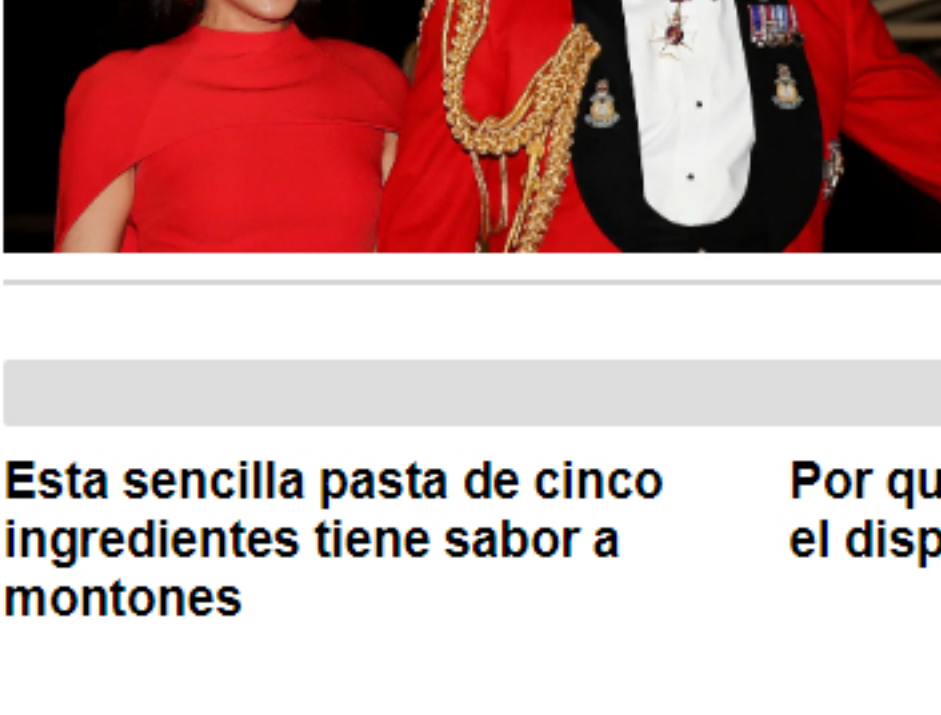 Esta sencilla pasta de cinco
ingredientes tiene sabor a
montones
Por qu
el disp